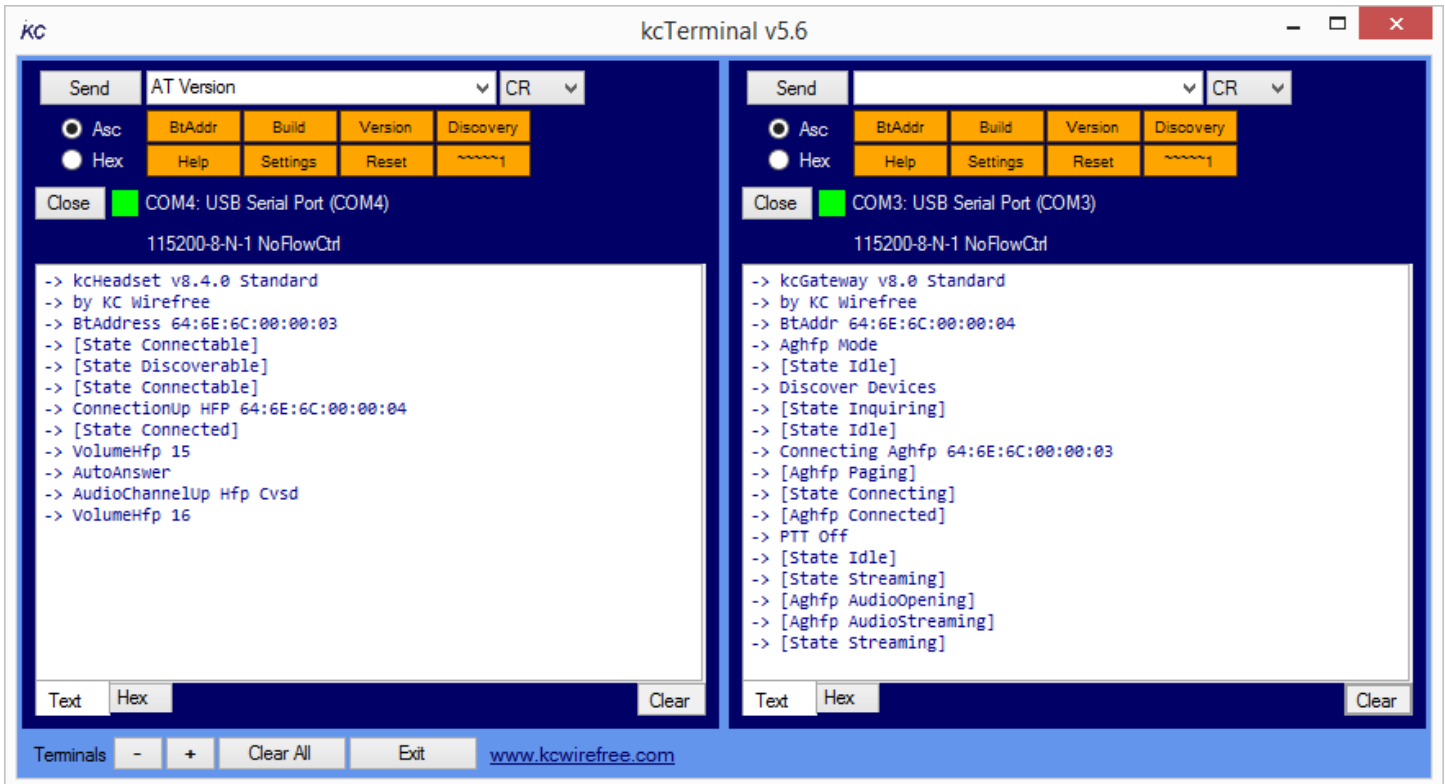 KC kcTerminal v5.6
Send AT Version CR
Asc BtAddr Build Version Discovery
Hex Help Settings Reset ~~~~~1
Close COM4: USB Serial Port (COM4)
115200-8-N-1 NoFlowCtrl
-> kcHeadset v8.4.0 Standard
-> by KC Wirefree
-> BtAddress 64:6E:6C:00:00:03
-> [State Connectable]
-> [State Discoverable]
-> [State Connectable]
-> ConnectionUp HFP 64:6E:6C:00:00:04
-> [State Connected]
-> VolumeHfp 15
-> AutoAnswer
-> AudioChannelUp Hfp Cvsd
-> VolumeHfp 16
Text Hex Clear
Send CR
Asc BtAddr Build Version Discovery
Hex Help Settings Reset ~~~~~1
Close COM3: USB Serial Port (COM3)
115200-8-N-1 NoFlowCtrl
-> kcGateway v8.0 Standard
-> by KC Wirefree
-> BtAddr 64:6E:6C:00:00:04
-> Aghfp Mode
-> [State Idle]
-> Discover Devices
-> [State Inquiring]
-> [State Idle]
-> Connecting Aghfp 64:6E:6C:00:00:03
-> [Aghfp Paging]
-> [State Connecting]
-> [Aghfp Connected]
-> PTT Off
-> [State Idle]
-> [State Streaming]
-> [Aghfp AudioOpening]
-> [Aghfp AudioStreaming]
-> [State Streaming]
Text Hex Clear
Terminals - + Clear All Exit www.kcwirefree.com